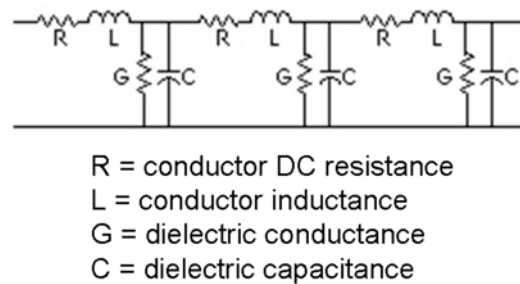 R L R L R L
G C G C G C
R = conductor DC resistance
L = conductor inductance
G = dielectric conductance
C = dielectric capacitance